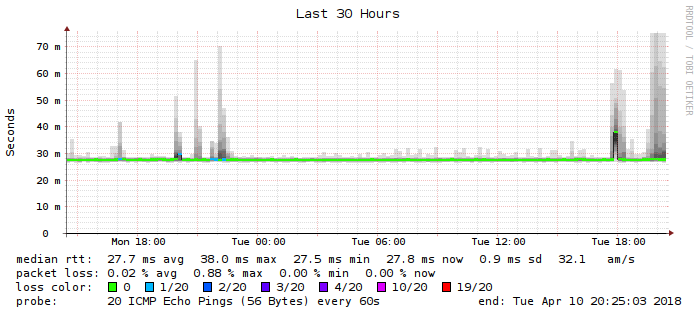 Last 30 Hours
RRDTOOL / TOBI OETIKER
Seconds
70 m
60 m
50 m
40 m
30 m
20 m
10 m
0
Mon 18:00 Tue 00:00 Tue 06:00 Tue 12:00 Tue 18:00
median rtt: 27.7 ms avg 38.0 ms max 27.5 ms min 27.8 ms now 0.9 ms sd 32.1 am/s
packet loss: 0.02 % avg 0.88 % max 0.00 % min 0.00 % now
loss color: 0 1/20 2/20 3/20 4/20 10/20 19/20
probe: 20 ICMP Echo Pings (56 Bytes) every 60s end: Tue Apr 10 20:25:03 2018